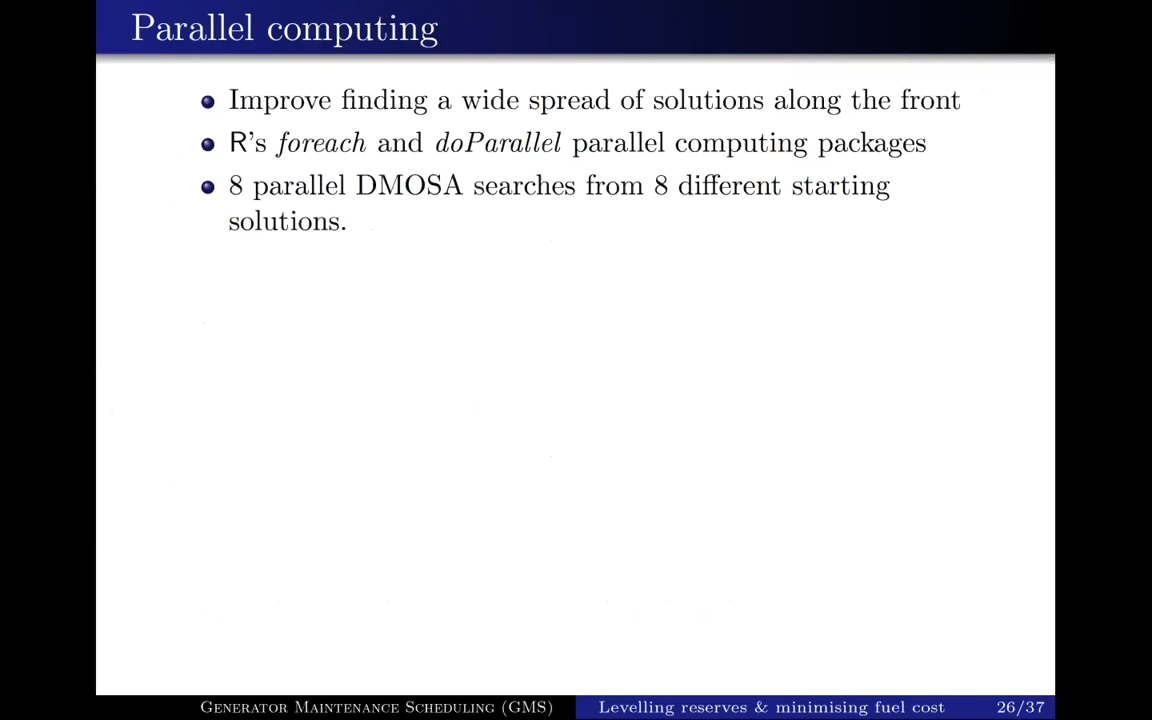 Parallel computing
Improve finding a wide spread of solutions along the front
R's foreach and doParallel parallel computing packages
8 parallel DMOSA searches from 8 different starting
solutions.
Generator Maintenance Scheduling (GMS) Levelling reserves & minimising fuel cost 26/37